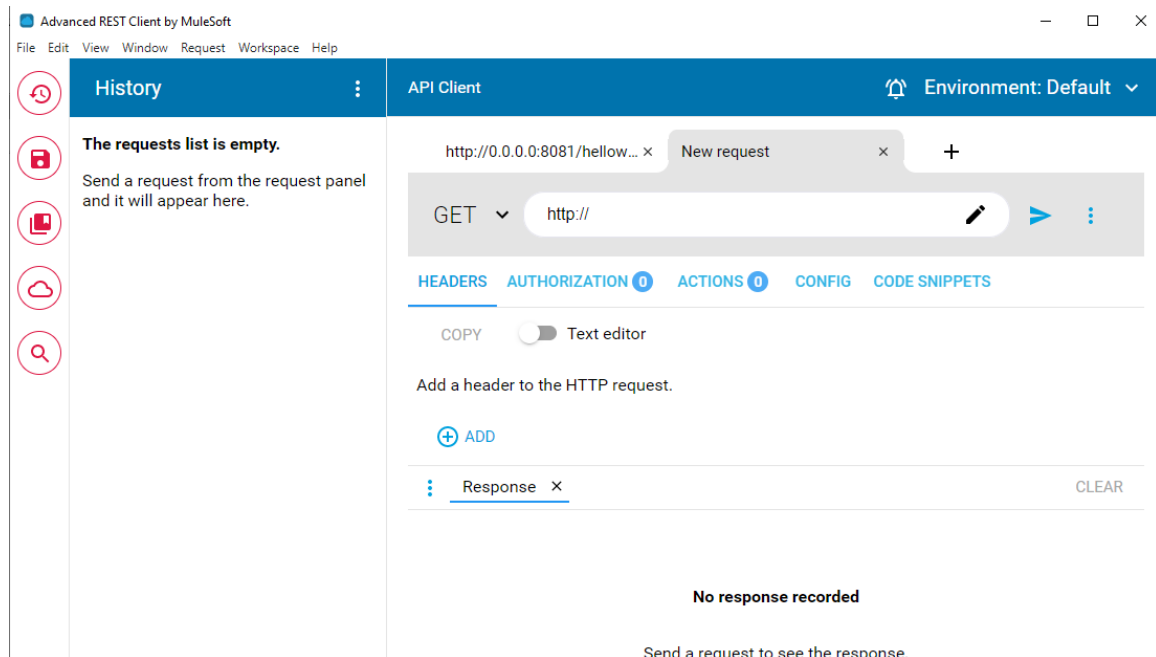 Advanced REST Client by MuleSoft
File Edit View Window Request Workspace Help
History
API Client
Environment: Default
The requests list is empty.
Send a request from the request panel
and it will appear here.
http://0.0.0.0:8081/hellow...
New request
GET
http://
HEADERS AUTHORIZATION 0 ACTIONS 0 CONFIG CODE SNIPPETS
COPY Text editor
Add a header to the HTTP request.
ADD
Response
CLEAR
No response recorded
Send a request to see the response